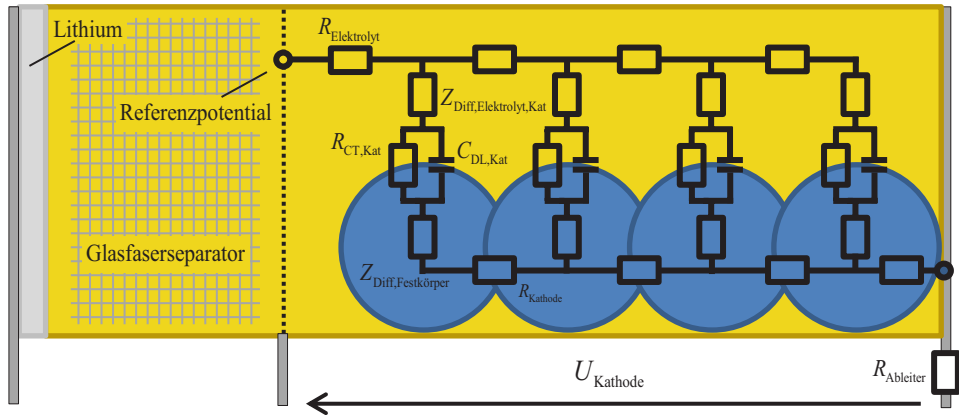 Lithium
R_Elektrolyt
Referenzpotential
Z_Diff,Elektrolyt,Kat
R_CT,Kat
C_DL,Kat
Glasfaserseparator
Z_Diff,Festkörper
R_Kathode
U_Kathode
R_Ableiter